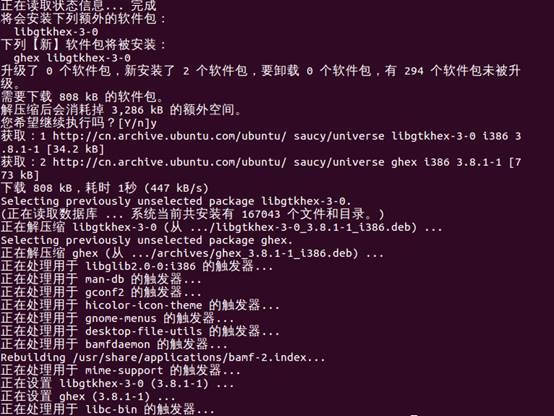 正在读取状态信息... 完成
将会安装下列额外的软件包：
  libgtkhex-3-0
下列【新】软件包将被安装：
  ghex libgtkhex-3-0
升级了 0 个软件包，新安装了 2 个软件包，要卸载 0 个软件包，有 294 个软件包未被升
级。
需要下载 808 kB 的软件包。
解压缩后会消耗掉 3,286 kB 的额外空间。
您希望继续执行吗？[Y/n]y
获取：1 http://cn.archive.ubuntu.com/ubuntu/ saucy/universe libgtkhex-3-0 i386 3
.8.1-1 [34.2 kB]
获取：2 http://cn.archive.ubuntu.com/ubuntu/ saucy/universe ghex i386 3.8.1-1 [7
73 kB]
下载 808 kB，耗时 1秒 (447 kB/s)
Selecting previously unselected package libgtkhex-3-0.
(正在读取数据库 ... 系统当前共安装有 167043 个文件和目录。)
正在解压缩 libgtkhex-3-0 (从 .../libgtkhex-3-0_3.8.1-1_i386.deb) ...
Selecting previously unselected package ghex.
正在解压缩 ghex (从 .../archives/ghex_3.8.1-1_i386.deb) ...
正在处理用于 libglib2.0-0:i386 的触发器...
正在处理用于 man-db 的触发器...
正在处理用于 gconf2 的触发器...
正在处理用于 hicolor-icon-theme 的触发器...
正在处理用于 gnome-menus 的触发器...
正在处理用于 desktop-file-utils 的触发器...
正在处理用于 bamfdaemon 的触发器...
Rebuilding /usr/share/applications/bamf-2.index...
正在处理用于 mime-support 的触发器...
正在设置 libgtkhex-3-0 (3.8.1-1) ...
正在设置 ghex (3.8.1-1) ...
正在处理用于 libc-bin 的触发器...